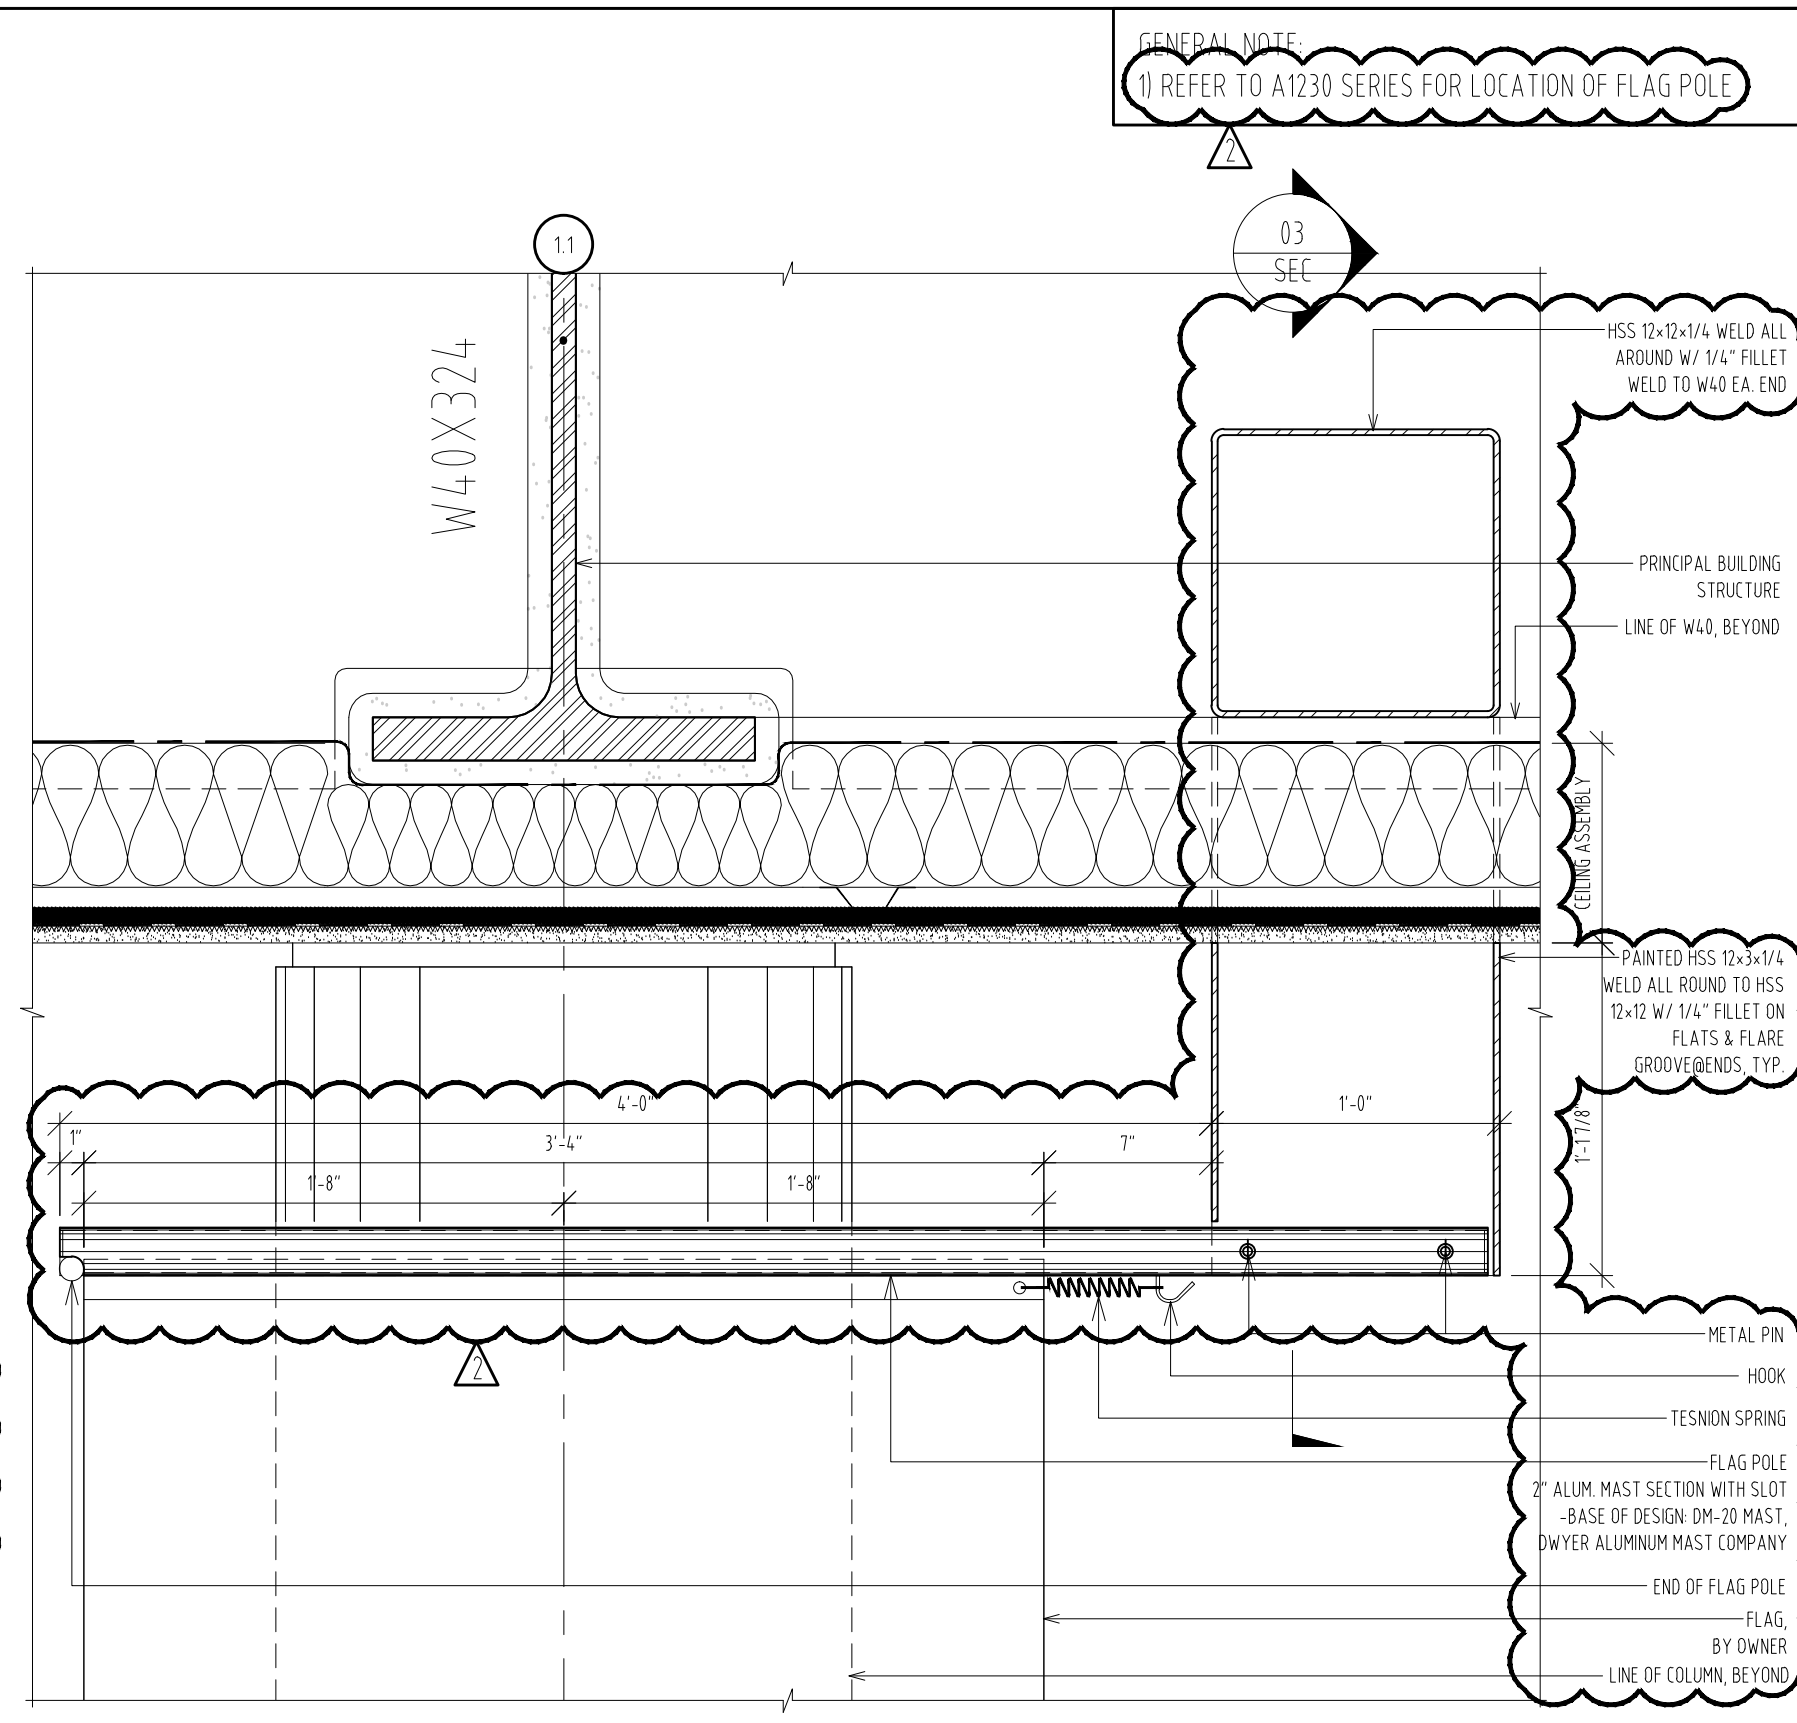 GENERAL NOTE:
1) REFER TO A1230 SERIES FOR LOCATION OF FLAG POLE
2
03
SEC
1.1
W40X324
HSS 12x12x1/4 WELD ALL
AROUND W/ 1/4" FILLET
WELD TO W40 EA. END
PRINCIPAL BUILDING
STRUCTURE
LINE OF W40, BEYOND
CEILING ASSEMBLY
PAINTED HSS 12x3x1/4
WELD ALL ROUND TO HSS
12x12 W/ 1/4" FILLET ON
FLATS & FLARE
GROOVE@ENDS, TYP.
4'-0"
1'-0"
1"
3'-4"
7"
1'-8"
1'-8"
1'-1 7/8"
2
METAL PIN
HOOK
TESNION SPRING
FLAG POLE
2" ALUM. MAST SECTION WITH SLOT
-BASE OF DESIGN: DM-20 MAST,
DWYER ALUMINUM MAST COMPANY
END OF FLAG POLE
FLAG,
BY OWNER
LINE OF COLUMN, BEYOND